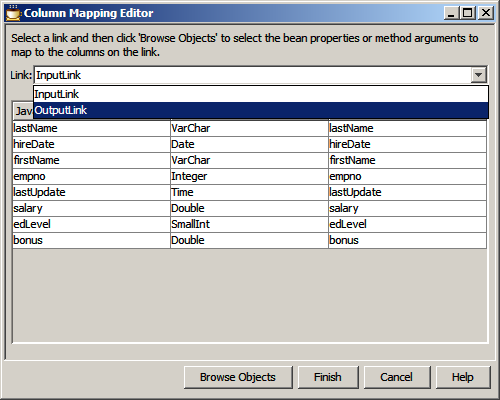 Column Mapping Editor
Select a link and then click 'Browse Objects' to select the bean properties or method arguments to
map to the columns on the link.
Link: InputLink
InputLink
OutputLink
lastName VarChar lastName
hireDate Date hireDate
firstName VarChar firstName
empno Integer empno
lastUpdate Time lastUpdate
salary Double salary
edLevel SmallInt edLevel
bonus Double bonus
Browse Objects Finish Cancel Help